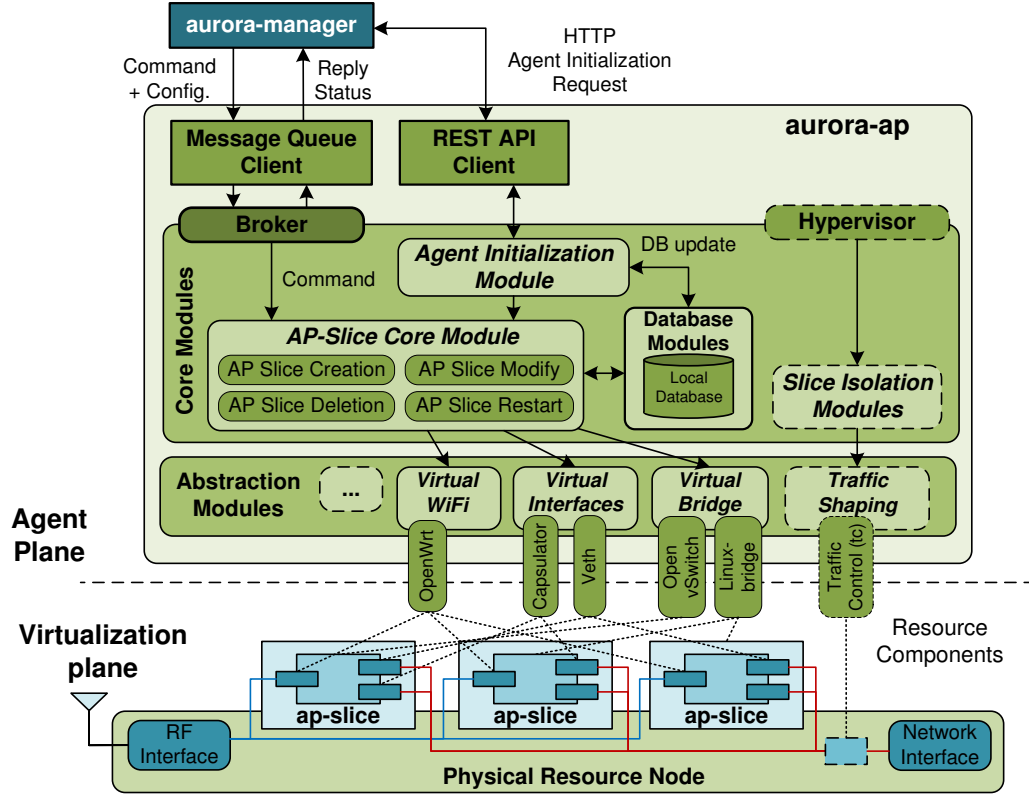 aurora-manager
Command
+ Config.
Reply
Status
HTTP
Agent Initialization
Request
aurora-ap
Message Queue
Client
REST API
Client
Broker
Hypervisor
Core Modules
Command
Agent Initialization
Module
DB update
AP-Slice Core Module
AP Slice Creation
AP Slice Modify
AP Slice Deletion
AP Slice Restart
Database
Modules
Local
Database
Slice Isolation
Modules
Abstraction
Modules
...
Virtual
WiFi
Virtual
Interfaces
Virtual
Bridge
Traffic
Shaping
Agent
Plane
OpenWrt
Capsulator
Veth
Open
vSwitch
Linux-
bridge
Traffic
Control (tc)
Virtualization
plane
Resource
Components
ap-slice
ap-slice
ap-slice
RF
Interface
Network
Interface
Physical Resource Node